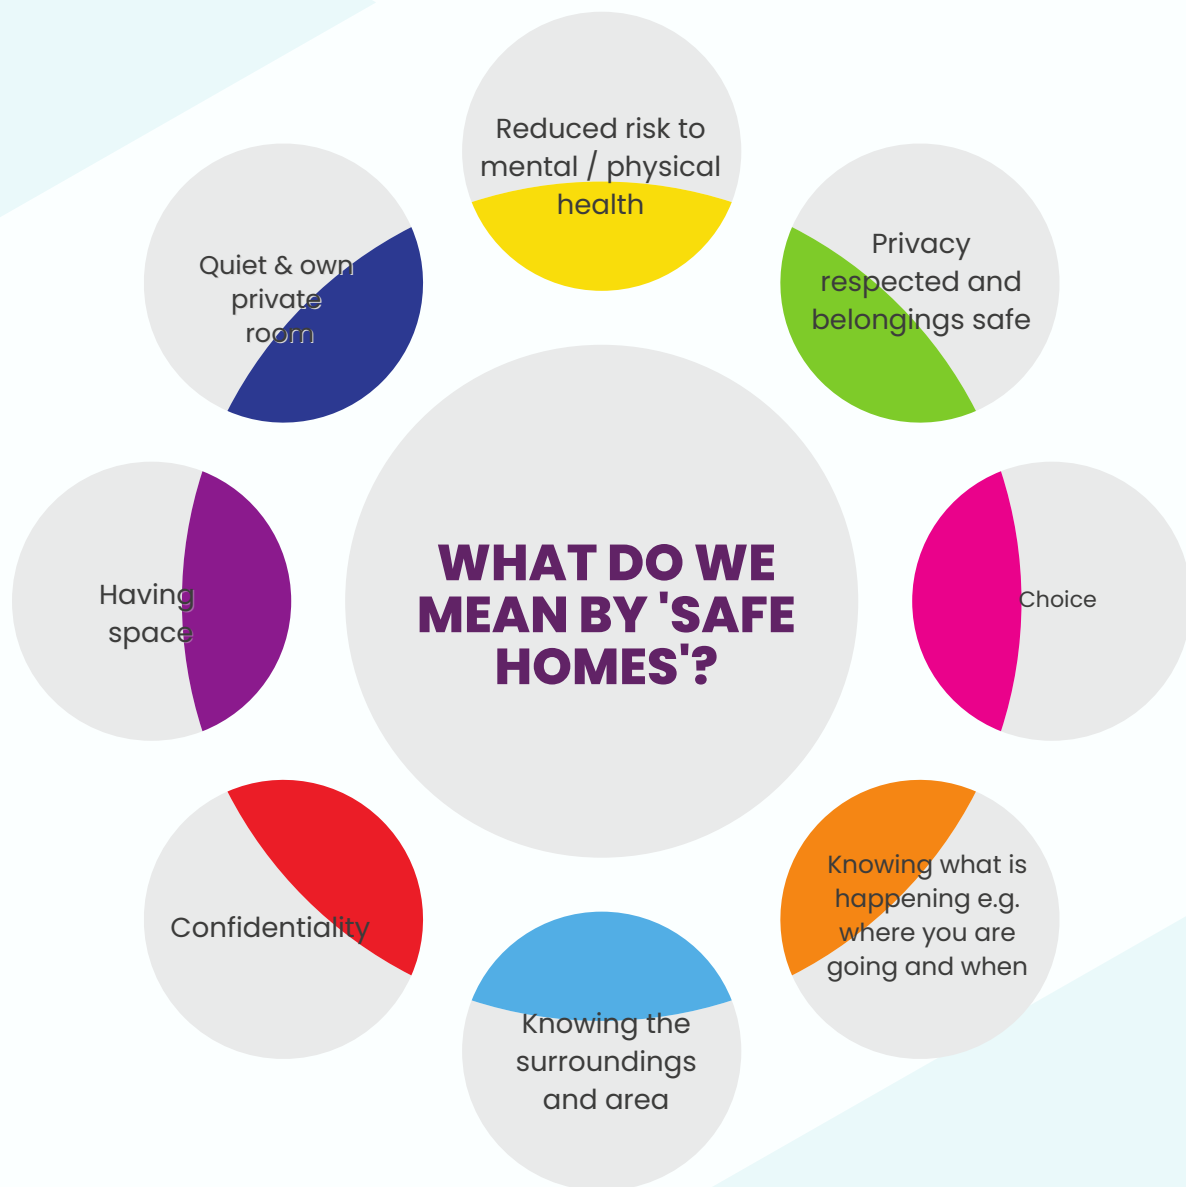 Reduced risk to
mental / physical
health
Privacy
respected and
belongings safe
Choice
Knowing what is
happening e.g.
where you are
going and when
Knowing the
surroundings
and area
Confidentiality
Having
space
Quiet & own
private
room
WHAT DO WE
MEAN BY 'SAFE
HOMES'?